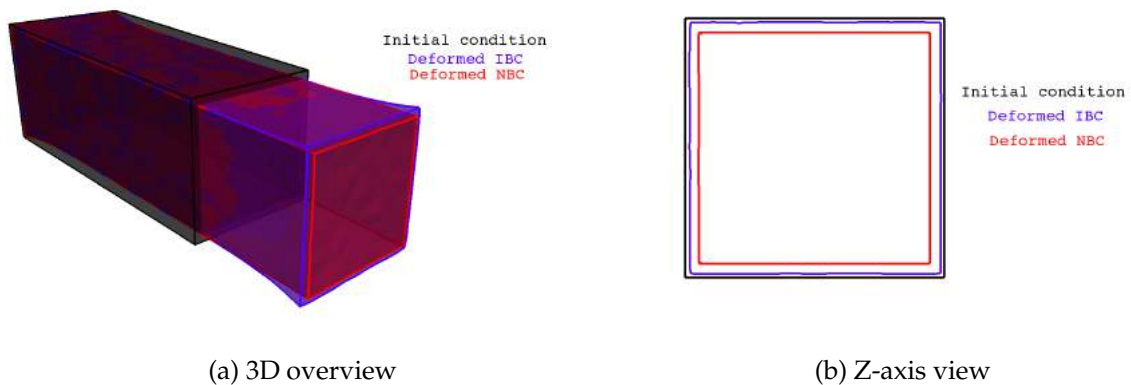 Initial condition
Deformed IBC
Deformed NBC
Initial condition
Deformed IBC
Deformed NBC
(a) 3D overview
(b) Z-axis view